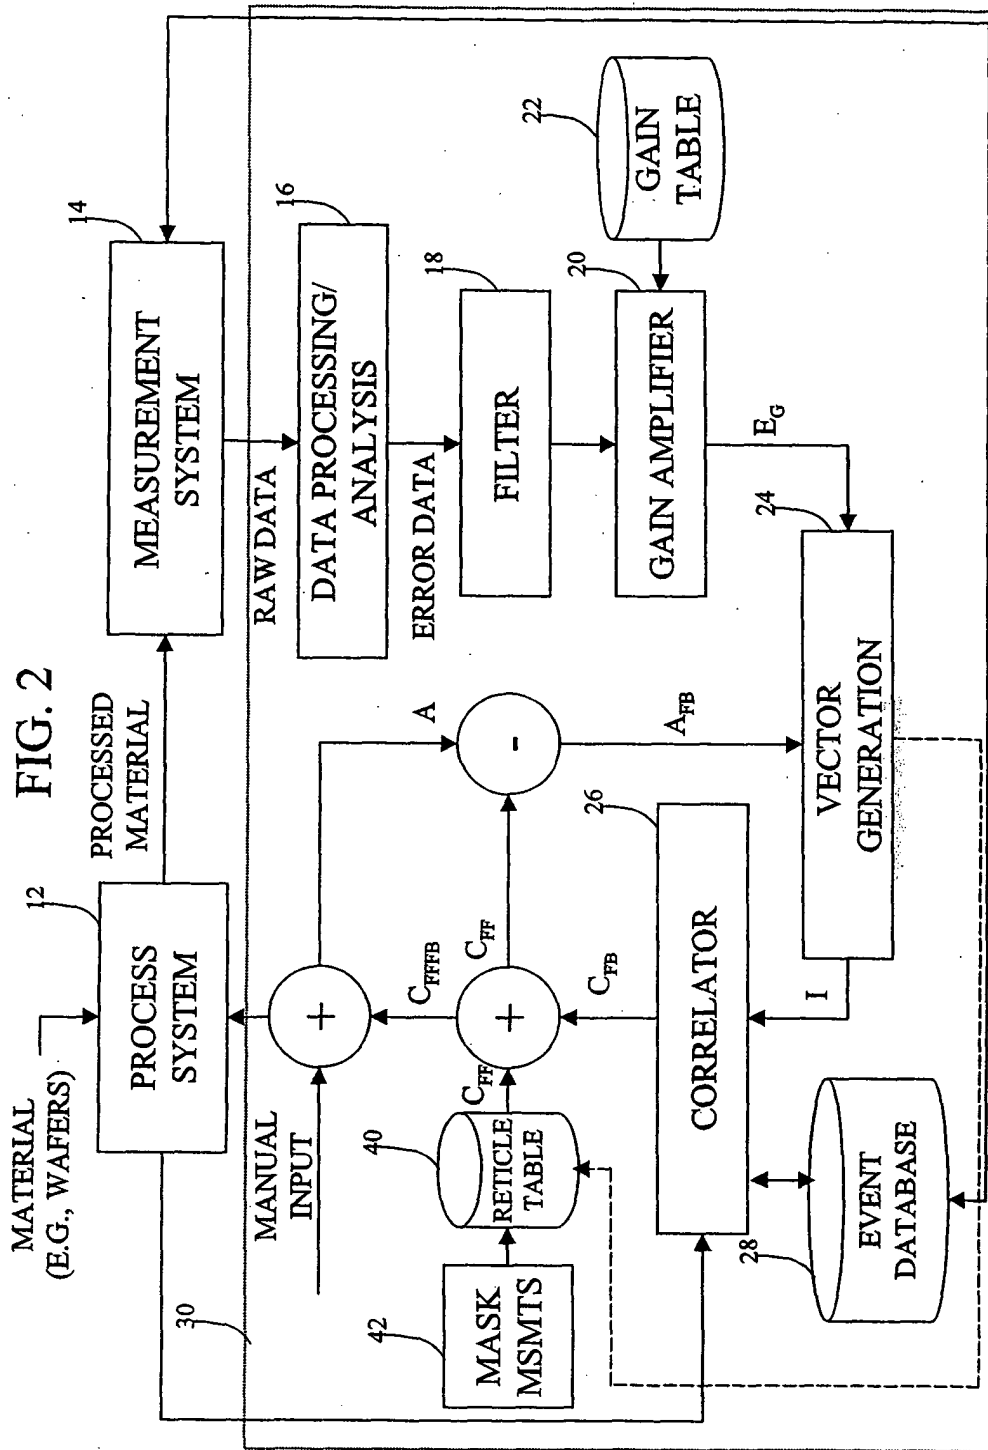 FIG. 2
MATERIAL
(E.G., WAFERS)
12
PROCESS
SYSTEM
PROCESSED
MATERIAL
14
MEASUREMENT
SYSTEM
30
MANUAL
INPUT
+
A
RAW DATA
16
DATA PROCESSING/
ANALYSIS
C_FFFB
ERROR DATA
42
MASK
MSMTS
40
RETICLE
TABLE
C_FF
+
C_FF
-
18
FILTER
C_FB
A_FB
20
GAIN AMPLIFIER
22
GAIN
TABLE
26
CORRELATOR
E_G
28
EVENT
DATABASE
I
24
VECTOR
GENERATION